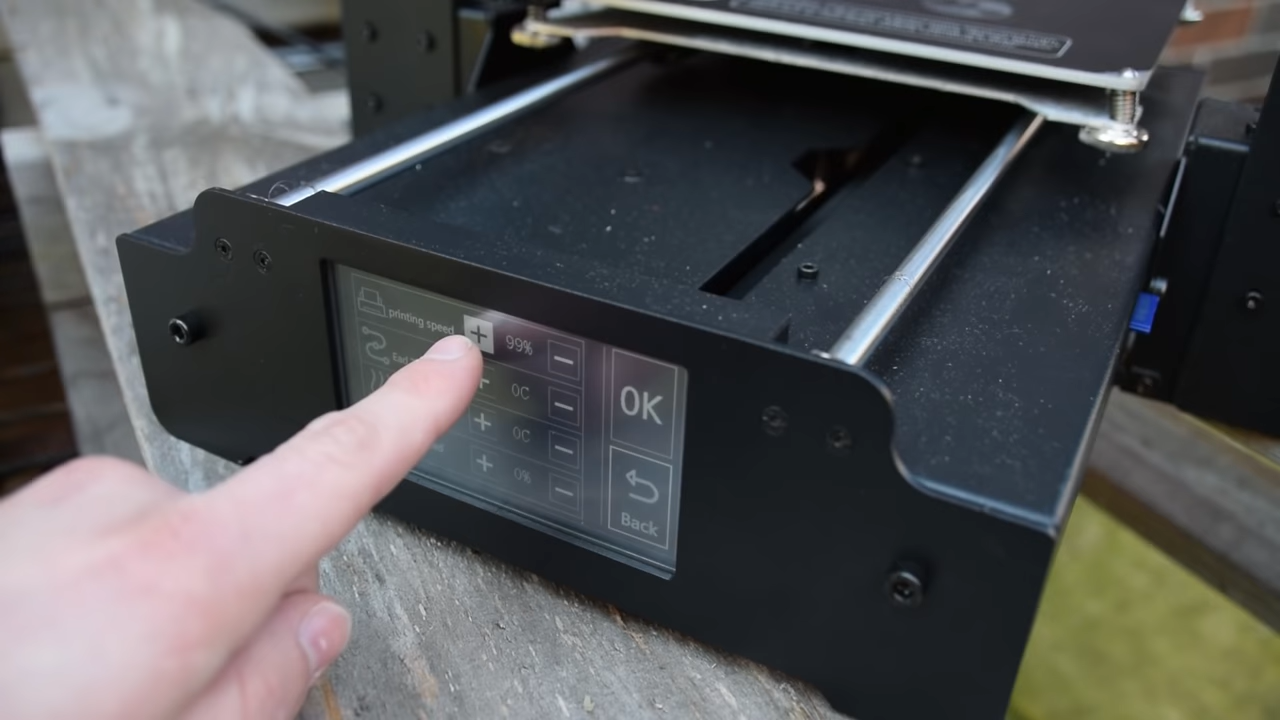 printing speed + 99% −
+ 0C −
+ 0C −
+ 0% −
OK
Back